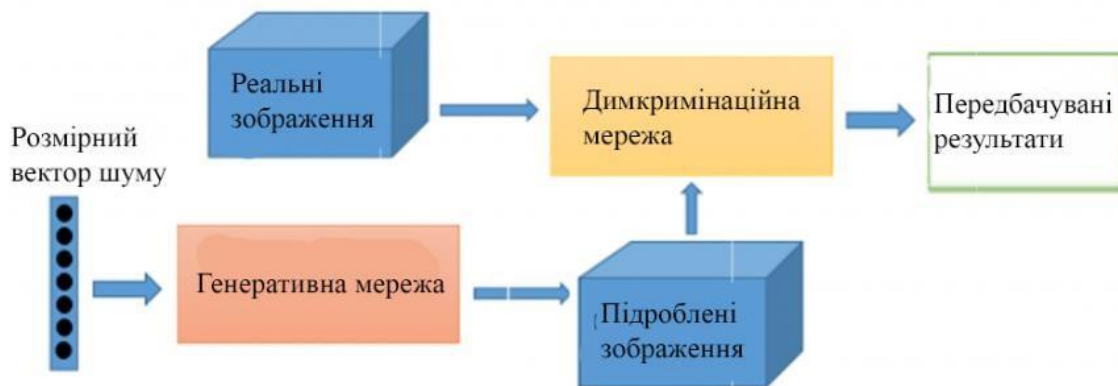 Реальні
зображення
Димкримінаційна
мережа
Передбачувані
результати
Розмірний
вектор шуму
Генеративна мережа
Підроблені
зображення